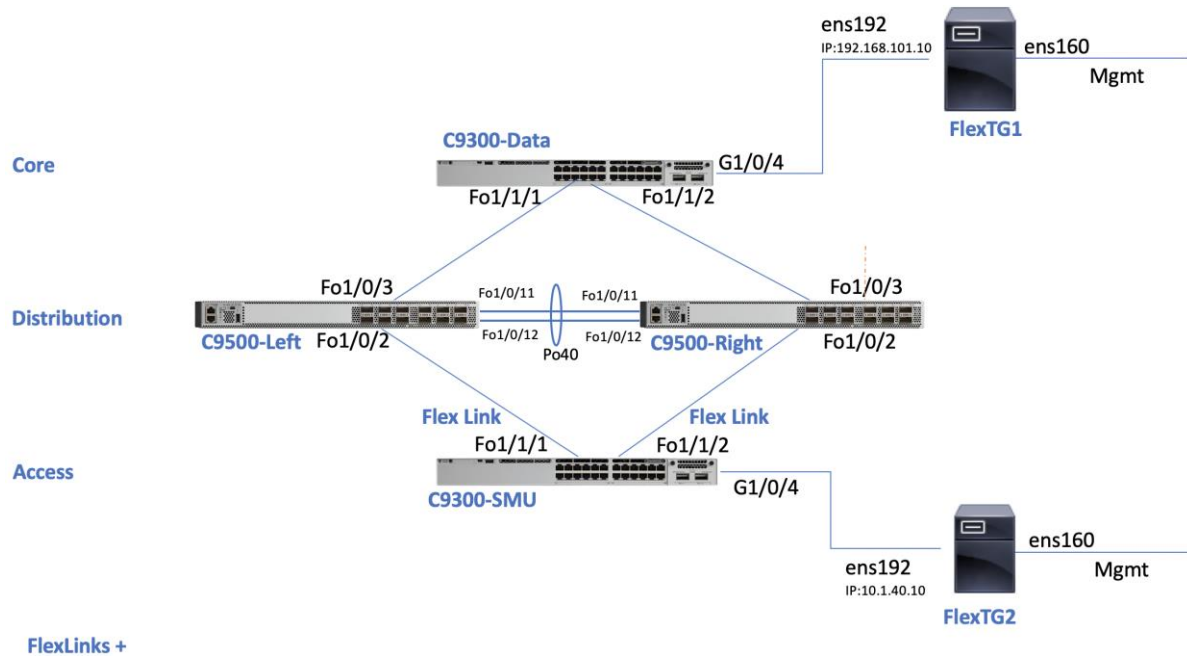 ens192
IP:192.168.101.10
ens160
Mgmt
FlexTG1
C9300-Data
Core
G1/0/4
Fo1/1/1
Fo1/1/2
Fo1/0/3
Fo1/0/11
Fo1/0/11
Fo1/0/3
Distribution
C9500-Left
Fo1/0/2
Fo1/0/12
Fo1/0/12
C9500-Right
Fo1/0/2
Po40
Flex Link
Flex Link
Fo1/1/1
Fo1/1/2
Access
G1/0/4
C9300-SMU
ens192
IP:10.1.40.10
ens160
Mgmt
FlexTG2
FlexLinks +